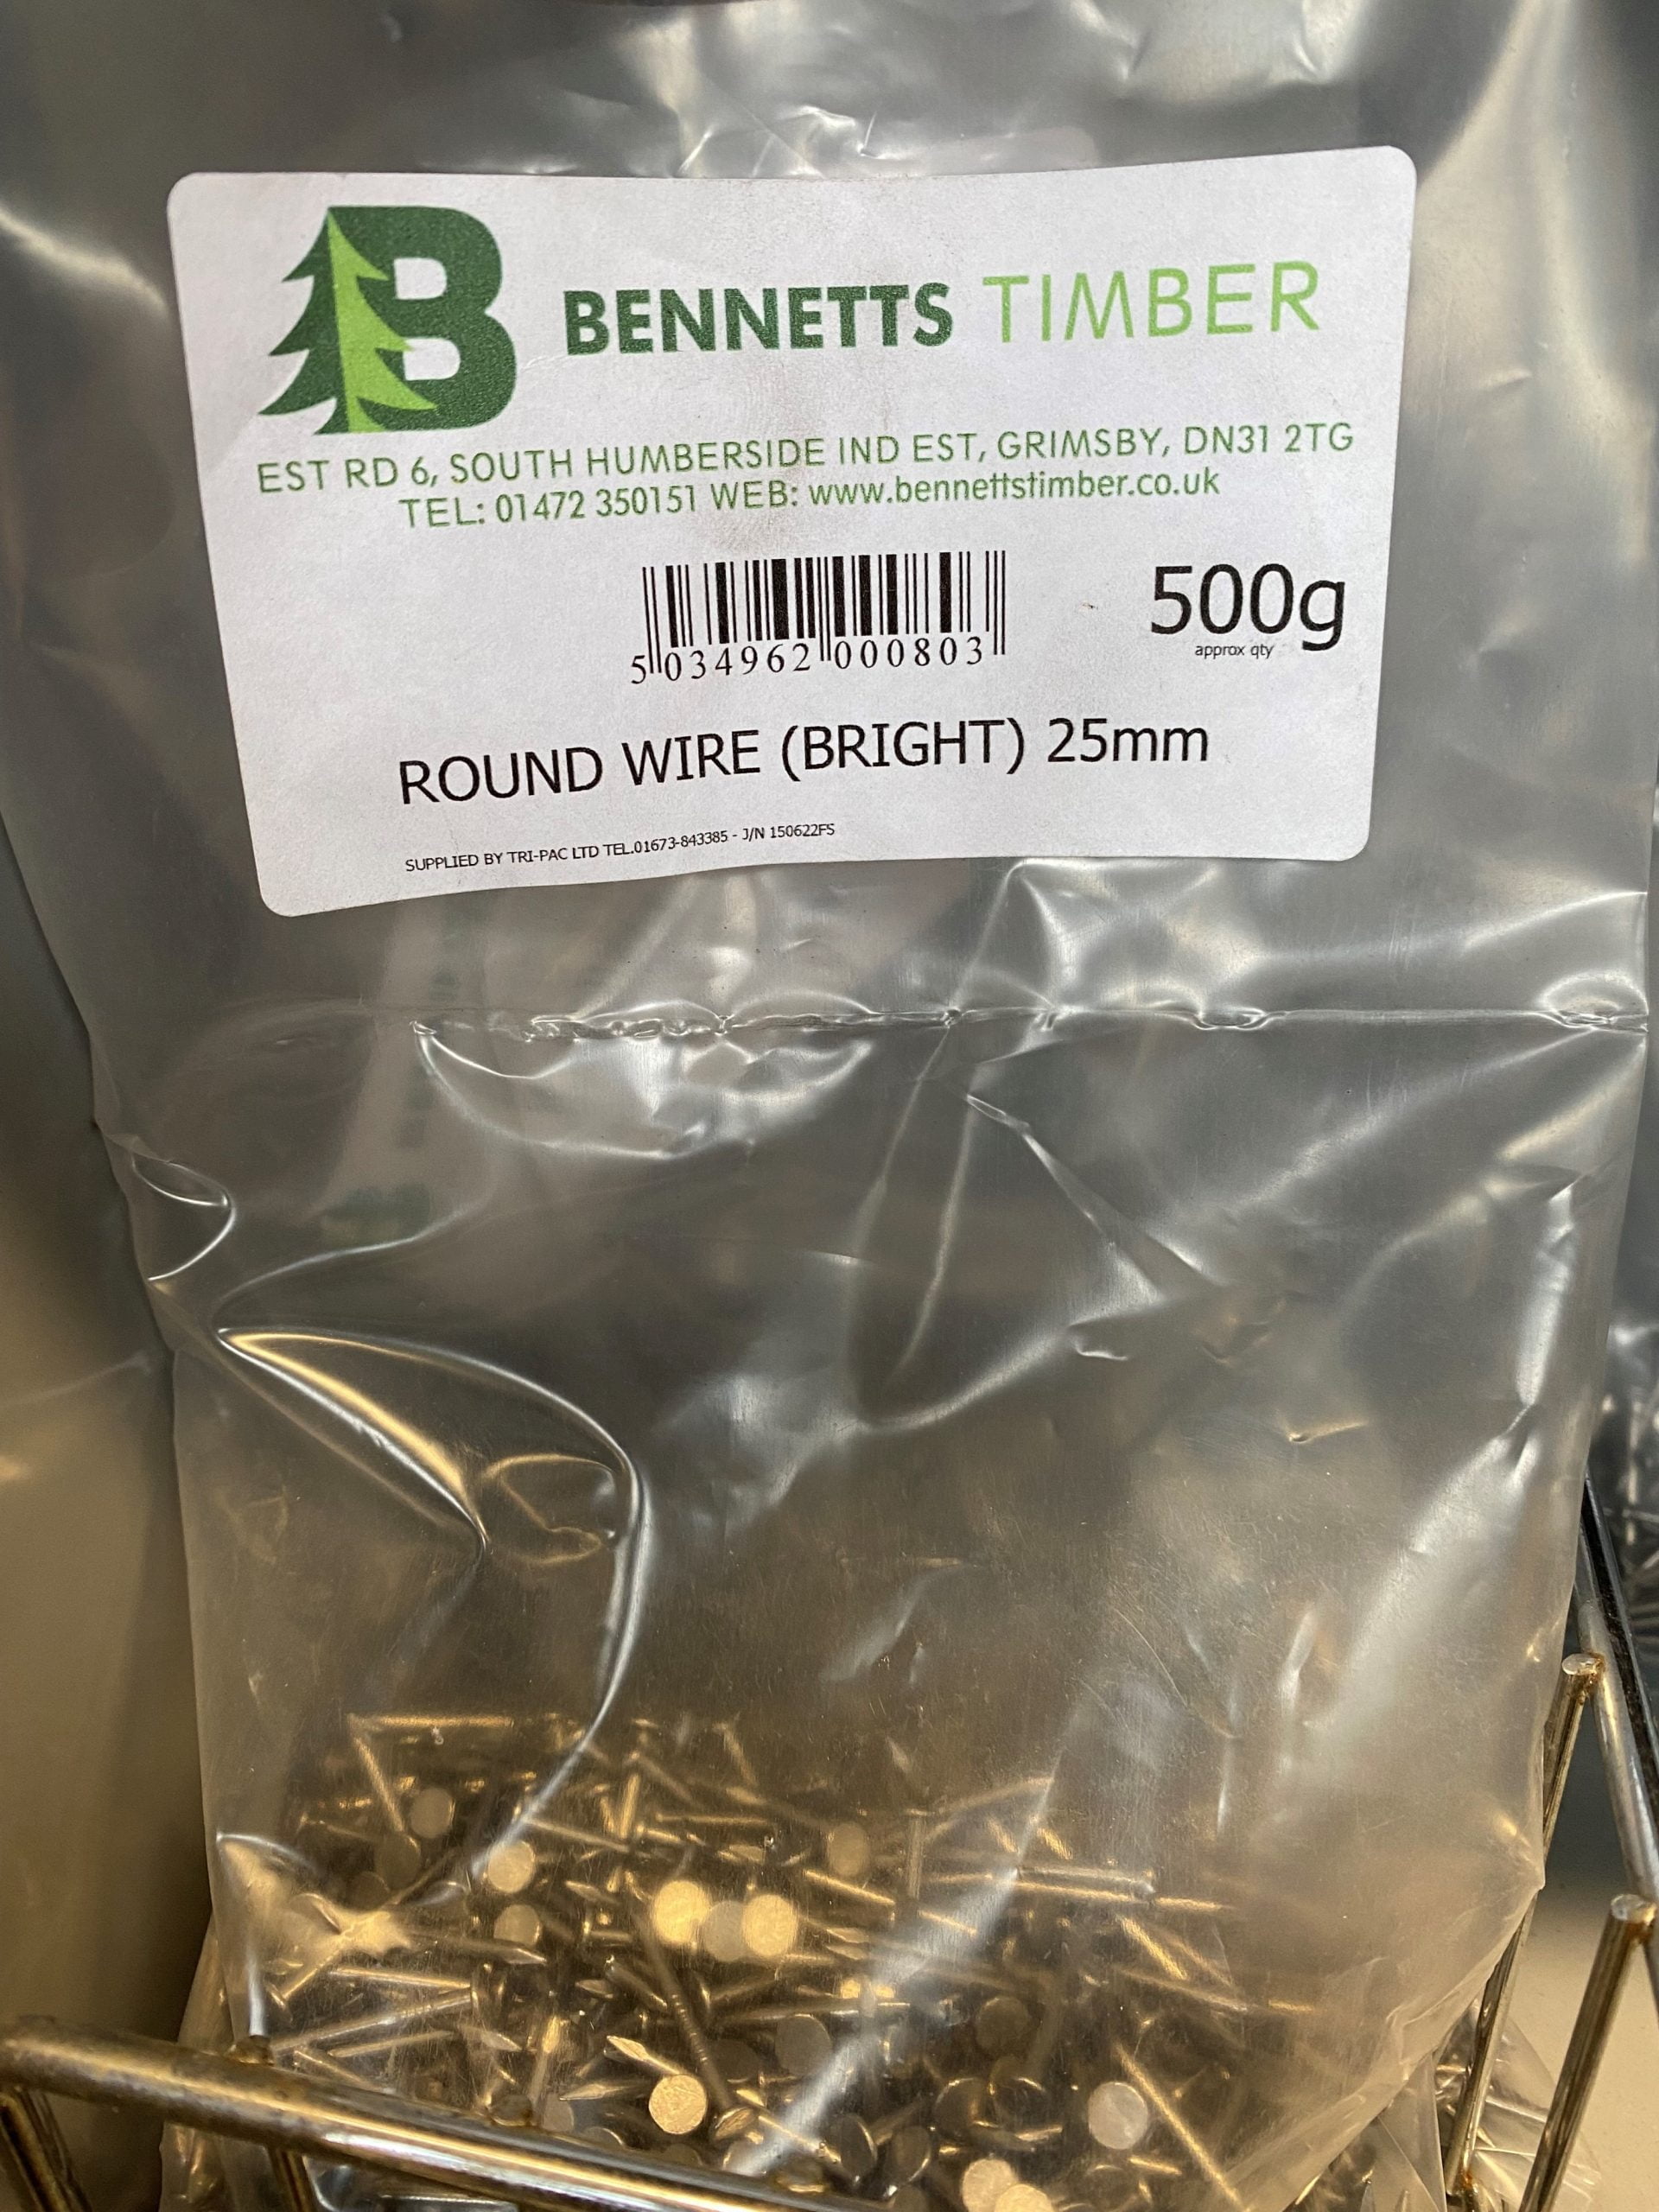 B
BENNETTS TIMBER
EST RD 6, SOUTH HUMBERSIDE IND EST, GRIMSBY, DN31 2TG
TEL: 01472 350151 WEB: www.bennettstimber.co.uk
5 034962 000803
500g
approx qty
ROUND WIRE (BRIGHT) 25mm
SUPPLIED BY TRI-PAC LTD TEL.01673-843385 - J/N 150622FS